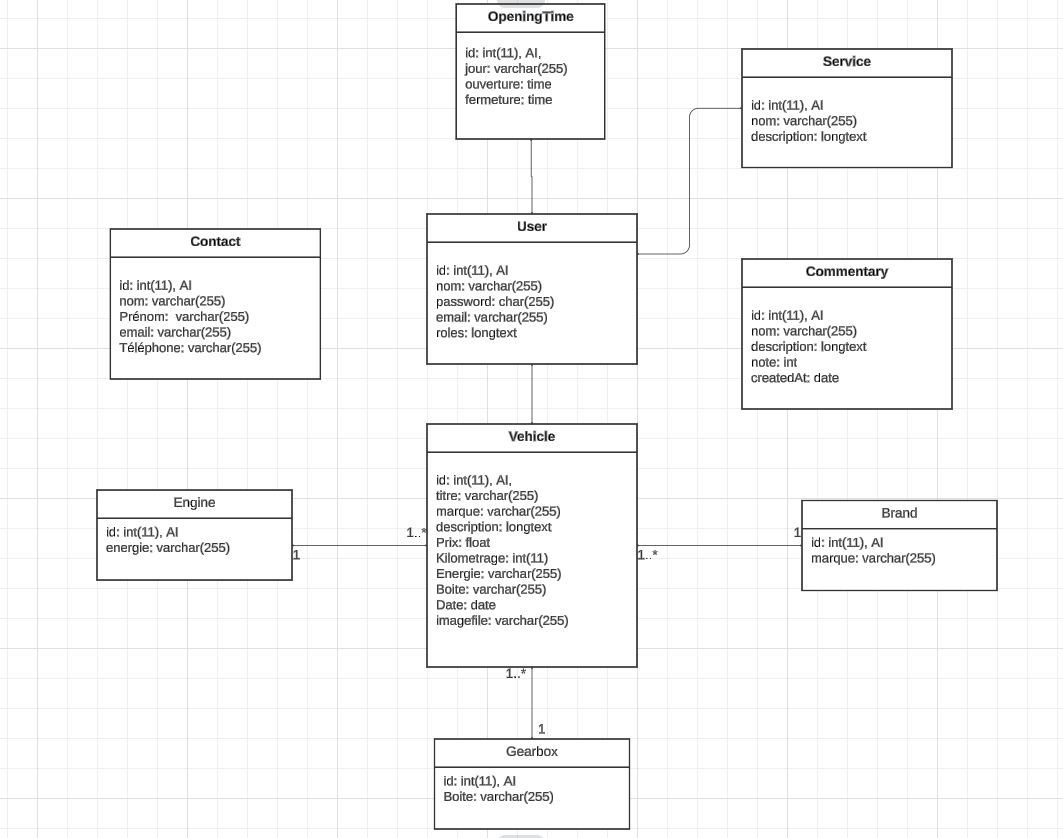 OpeningTime
id: int(11), AI,
jour: varchar(255)
ouverture: time
fermeture: time
Service
id: int(11), AI
nom: varchar(255)
description: longtext
Contact
id: int(11), AI
nom: varchar(255)
Prénom:  varchar(255)
email: varchar(255)
Téléphone: varchar(255)
User
id: int(11), AI
nom: varchar(255)
password: char(255)
email: varchar(255)
roles: longtext
Commentary
id: int(11), AI
nom: varchar(255)
description: longtext
note: int
createdAt: date
Vehicle
id: int(11), AI,
titre: varchar(255)
marque: varchar(255)
description: longtext
Prix: float
Kilometrage: int(11)
Energie: varchar(255)
Boite: varchar(255)
Date: date
imagefile: varchar(255)
Engine
id: int(11), AI
energie: varchar(255)
1
1..*
1..*
1
Brand
id: int(11), AI
marque: varchar(255)
1..*
1
Gearbox
id: int(11), AI
Boite: varchar(255)